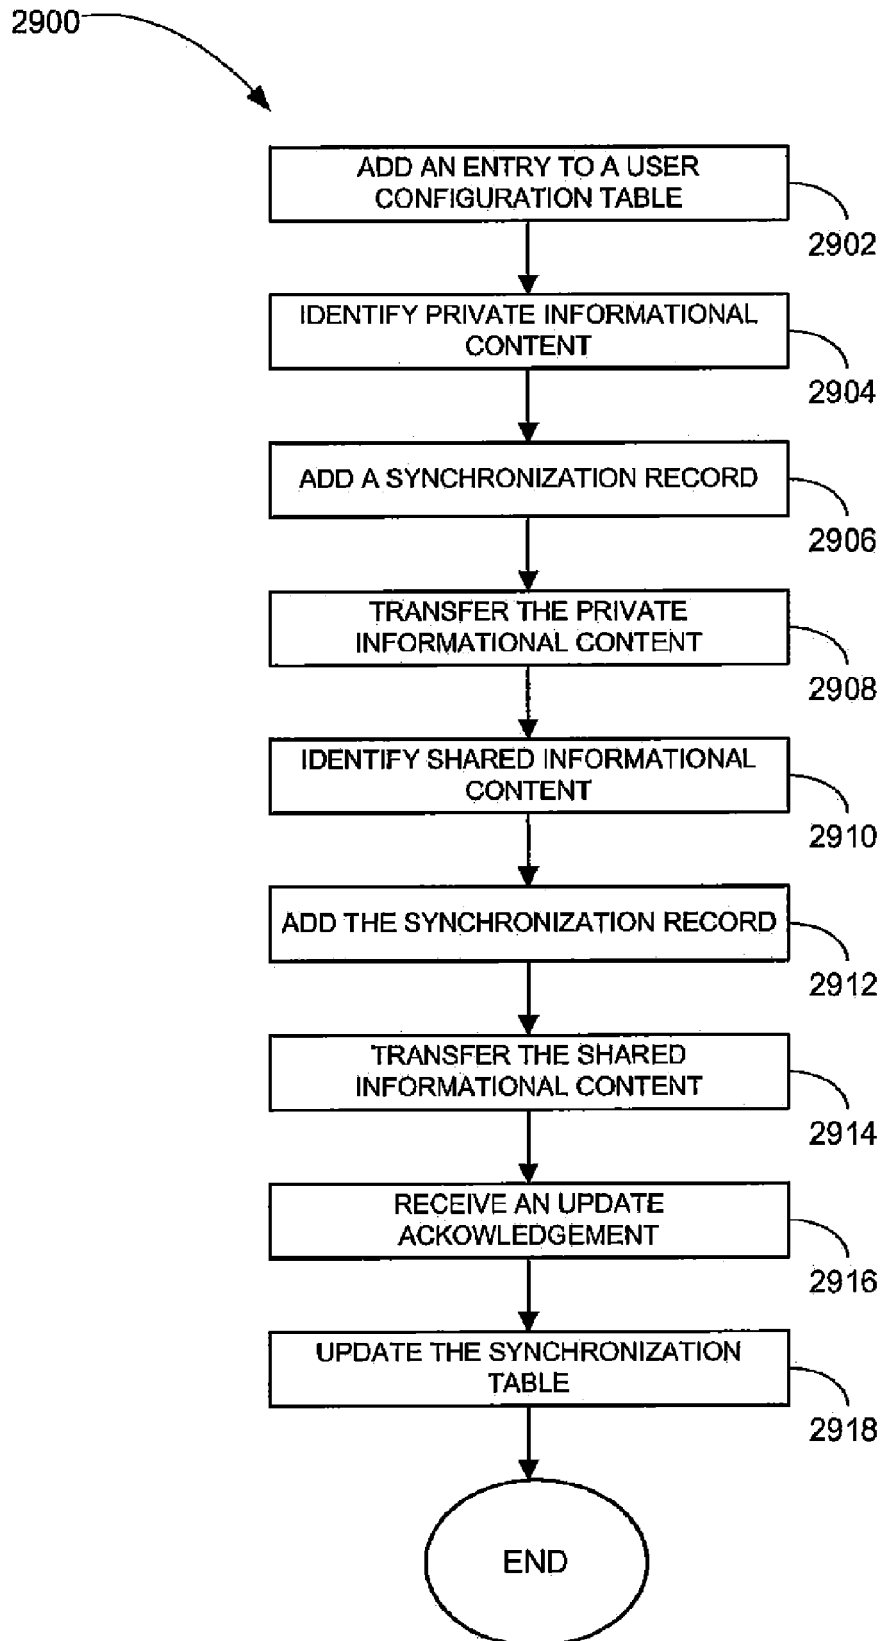 2900
ADD AN ENTRY TO A USER
CONFIGURATION TABLE
2902
IDENTIFY PRIVATE INFORMATIONAL
CONTENT
2904
ADD A SYNCHRONIZATION RECORD
2906
TRANSFER THE PRIVATE
INFORMATIONAL CONTENT
2908
IDENTIFY SHARED INFORMATIONAL
CONTENT
2910
ADD THE SYNCHRONIZATION RECORD
2912
TRANSFER THE SHARED
INFORMATIONAL CONTENT
2914
RECEIVE AN UPDATE
ACKOWLEDGEMENT
2916
UPDATE THE SYNCHRONIZATION
TABLE
2918
END